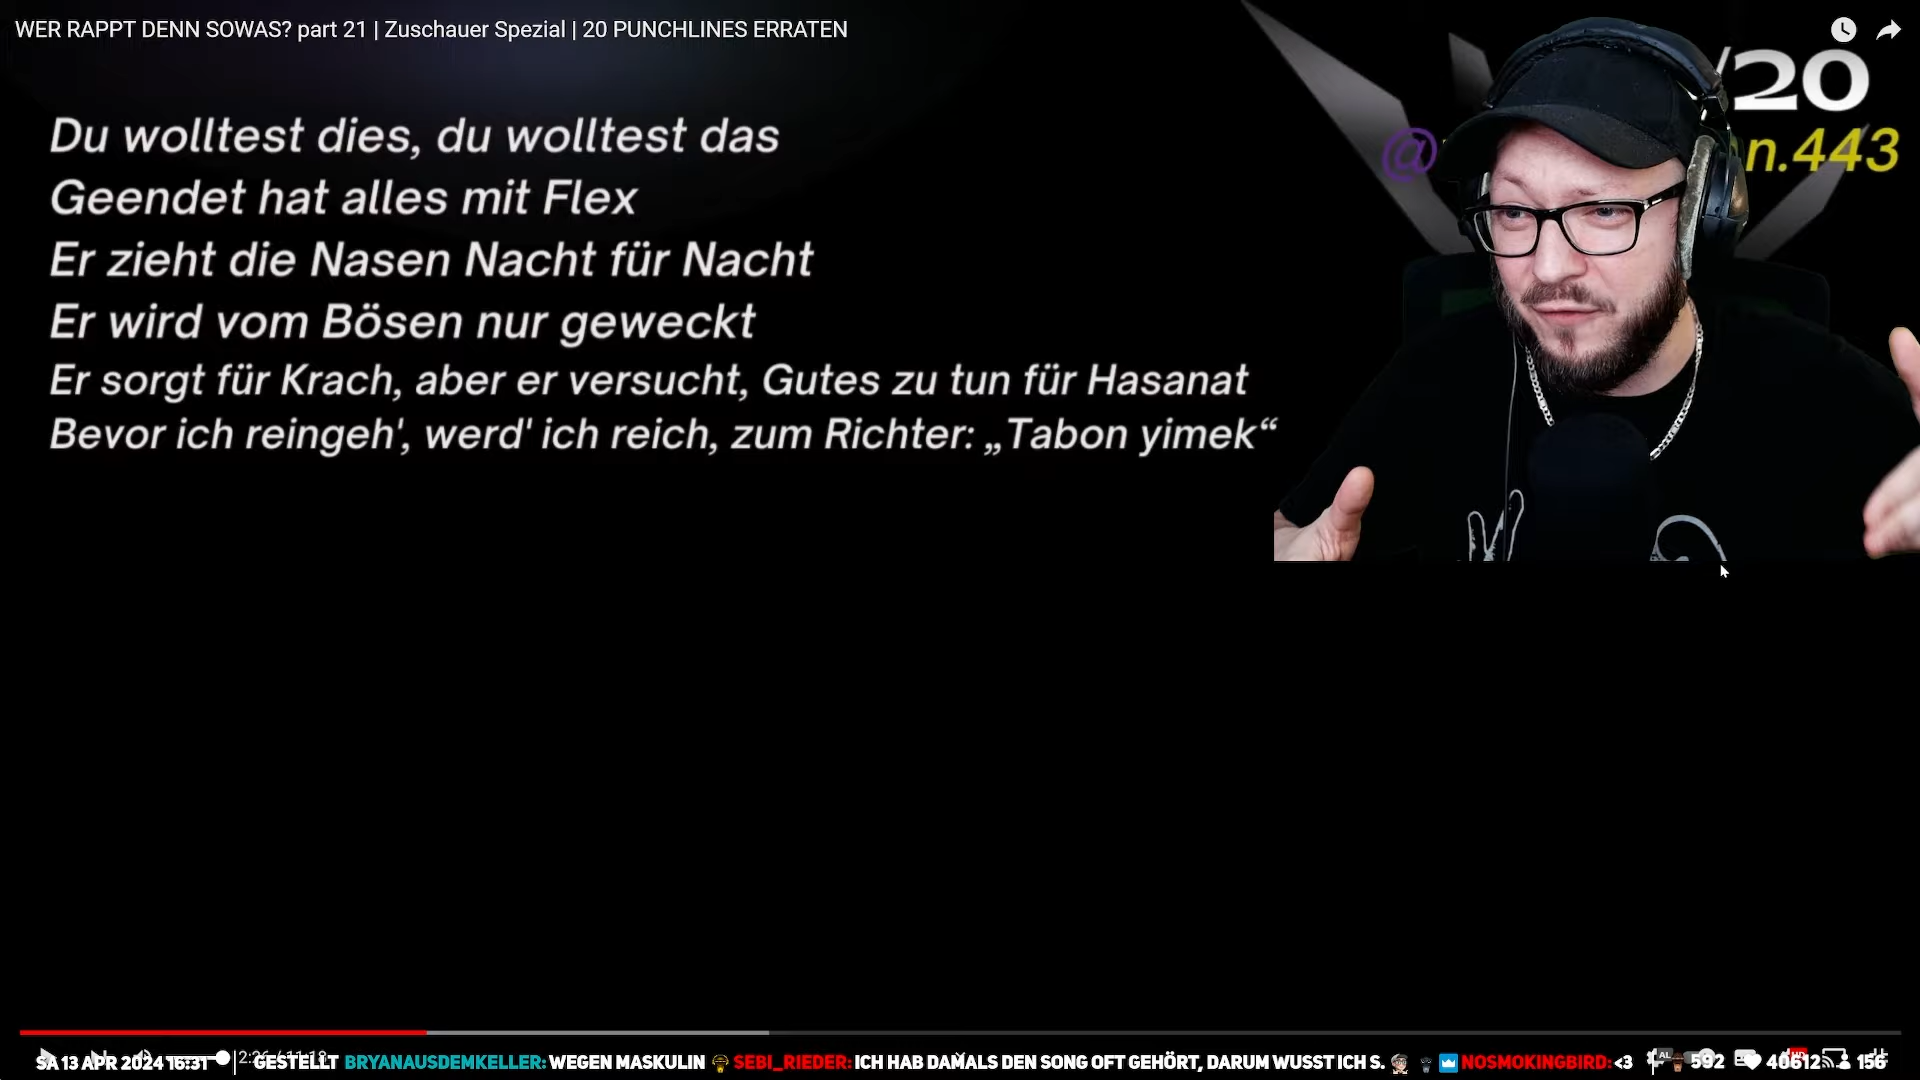 WER RAPPT DENN SOWAS? part 21 | Zuschauer Spezial | 20 PUNCHLINES ERRATEN
/20
n.443
Du wolltest dies, du wolltest das
Geendet hat alles mit Flex
Er zieht die Nasen Nacht für Nacht
Er wird vom Bösen nur geweckt
Er sorgt für Krach, aber er versucht, Gutes zu tun für Hasanat
Bevor ich reingeh', werd' ich reich, zum Richter: „Tabon yimek“
SA 13 APR 2024 16:31 | GESTELLT BRYANAUSDEMKELLER: WEGEN MASKULIN SEBI_RIEDER: ICH HAB DAMALS DEN SONG OFT GEHÖRT, DARUM WUSST ICH S. NOSMOKINGBIRD: <3 592 40612 156